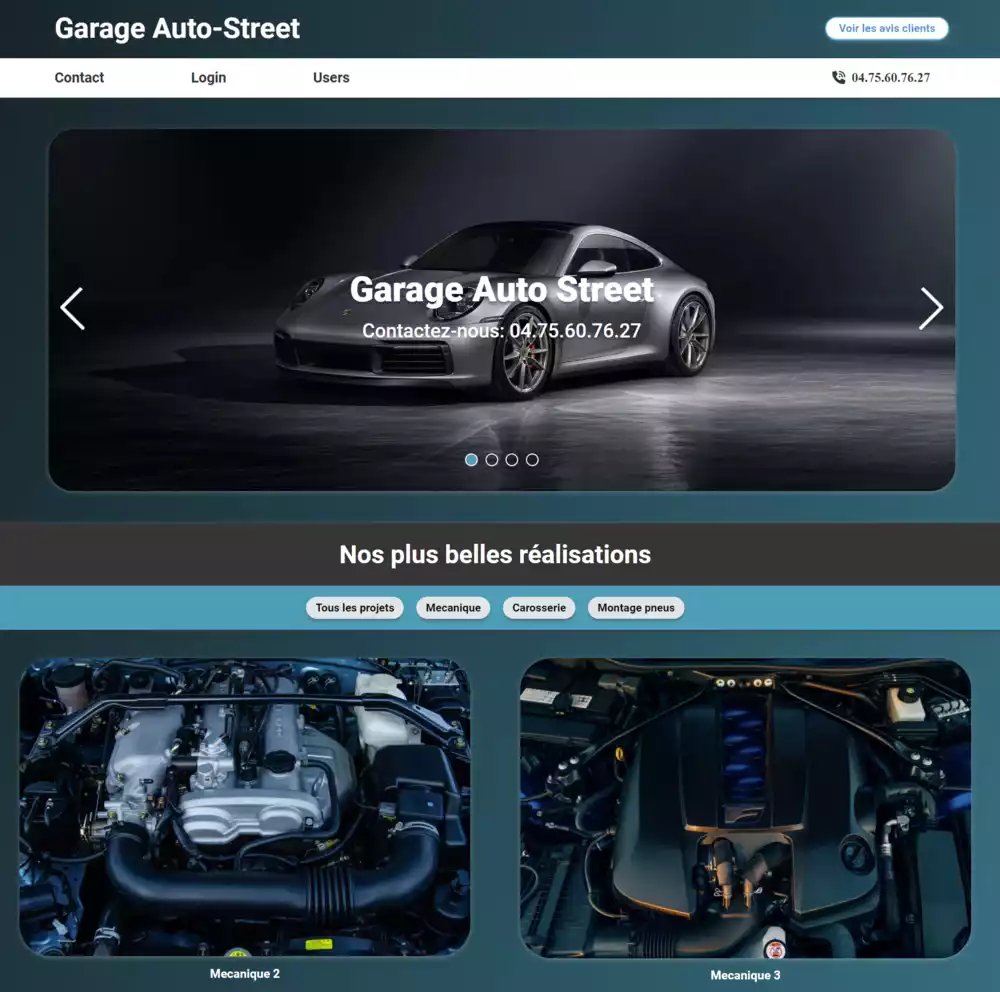 Garage Auto-Street
Voir les avis clients
Contact
Login
Users
04.75.60.76.27
Garage Auto Street
Contactez-nous: 04.75.60.76.27
Nos plus belles réalisations
Tous les projets
Mecanique
Carosserie
Montage pneus
Mecanique 2
Mecanique 3